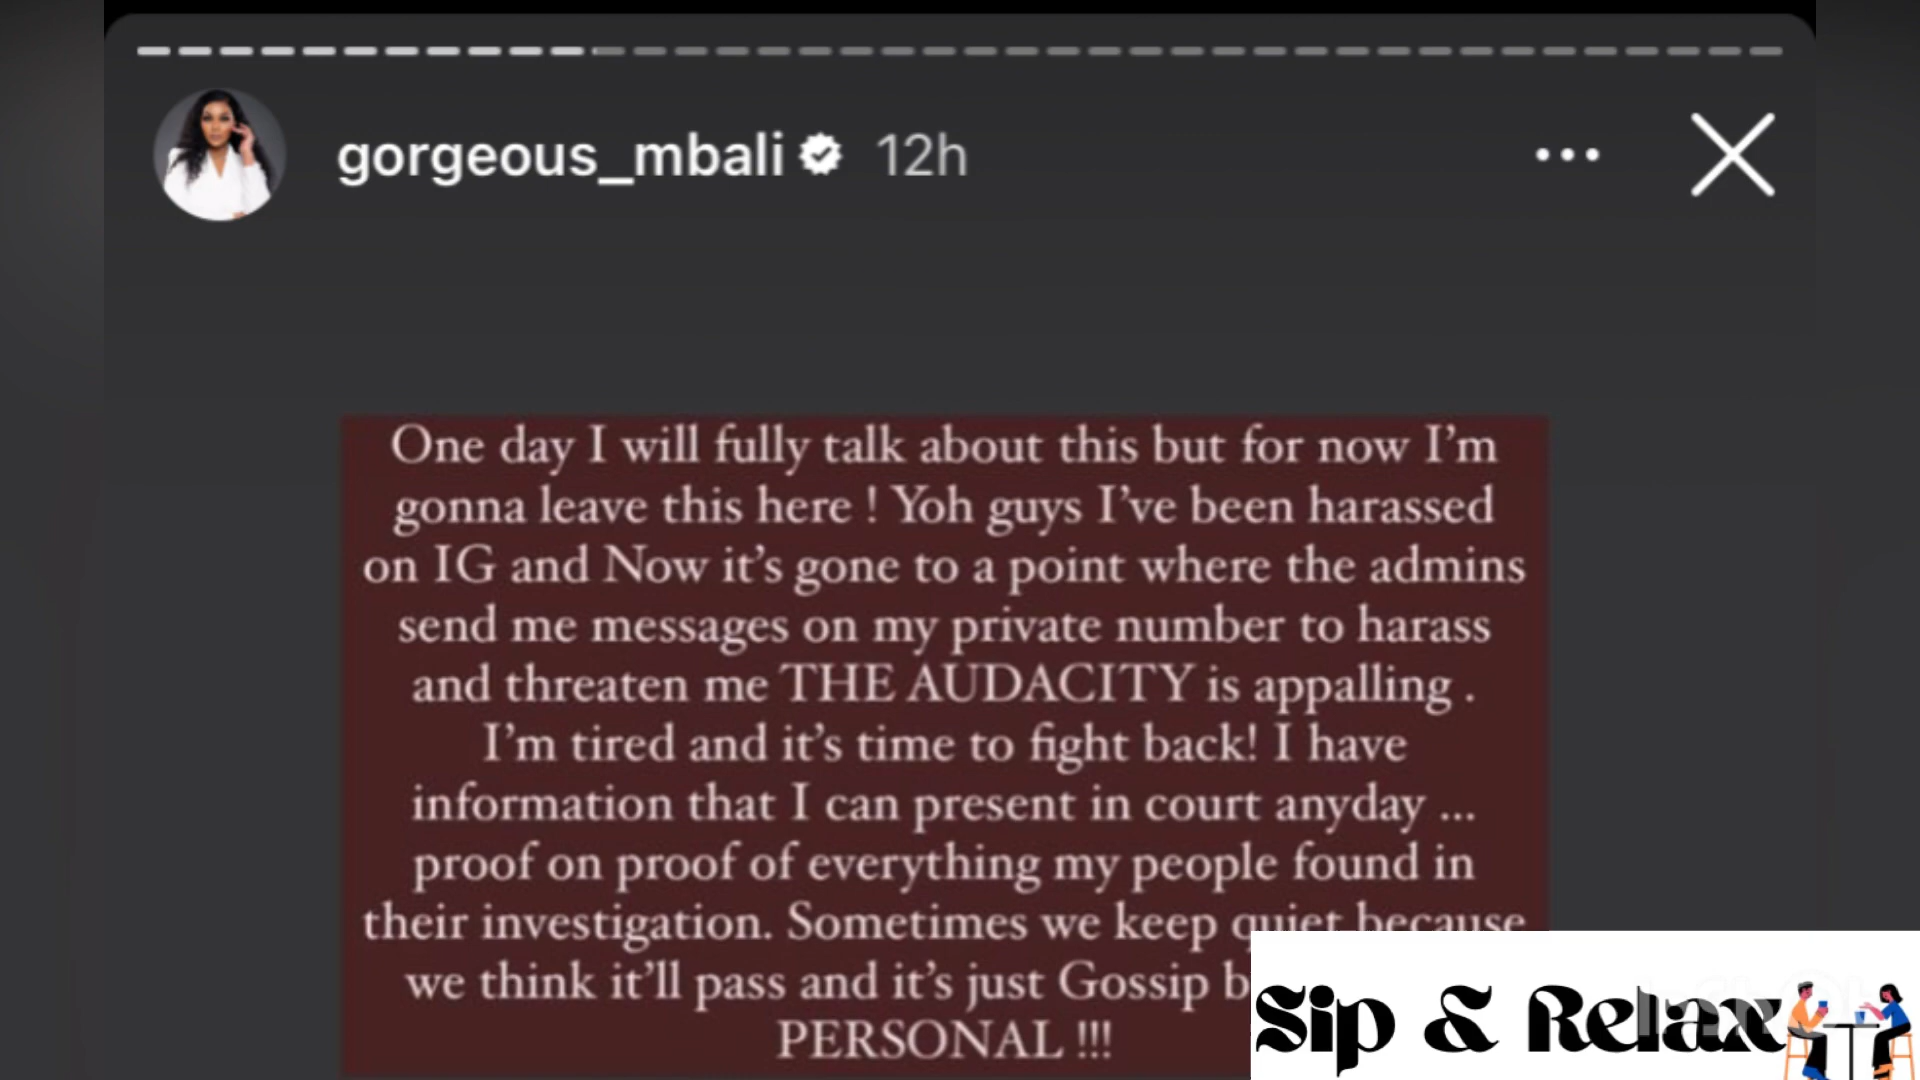 gorgeous_mbali 12h
One day I will fully talk about this but for now I'm
gonna leave this here ! Yoh guys I've been harassed
on IG and Now it's gone to a point where the admins
send me messages on my private number to harass
and threaten me THE AUDACITY is appalling .
I'm tired and it's time to fight back! I have
information that I can present in court anyday ...
proof on proof of everything my people found in
their investigation. Sometimes we keep quiet because
we think it'll pass and it's just Gossip
PERSONAL !!!
Sip & Relax